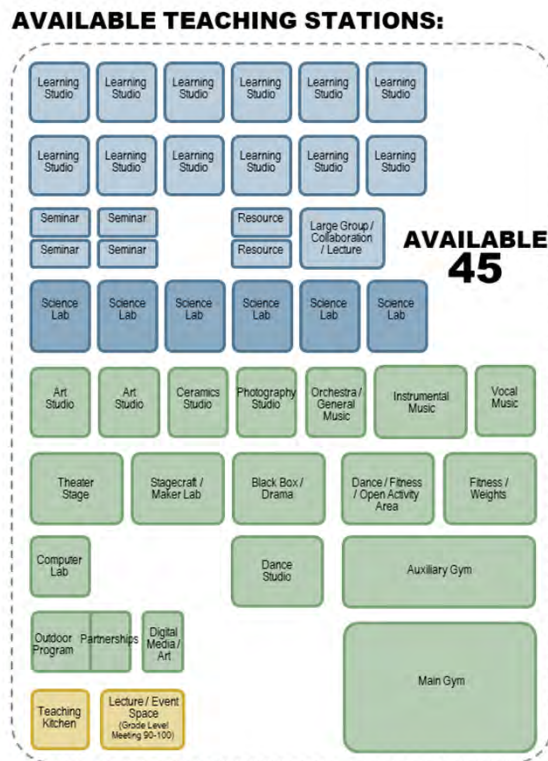 AVAILABLE TEACHING STATIONS:
Learning Studio
Learning Studio
Learning Studio
Learning Studio
Learning Studio
Learning Studio
Learning Studio
Learning Studio
Learning Studio
Learning Studio
Learning Studio
Learning Studio
Seminar
Seminar
Resource
Large Group /
Collaboration
/ Lecture
Seminar
Seminar
Resource
AVAILABLE
45
Science
Lab
Science
Lab
Science
Lab
Science
Lab
Science
Lab
Science
Lab
Art
Studio
Art
Studio
Ceramics
Studio
Photography
Studio
Orchestra /
General
Music
Instrumental
Music
Vocal
Music
Theater
Stage
Stagecraft /
Maker Lab
Black Box /
Drama
Dance / Fitness
/ Open Activity
Area
Fitness /
Weights
Computer
Lab
Dance
Studio
Auxiliary Gym
Outdoor
Program
Partnerships
Digital
Media /
Art
Main Gym
Teaching
Kitchen
Lecture / Event
Space
(Grade Level
Meeting 90-100)